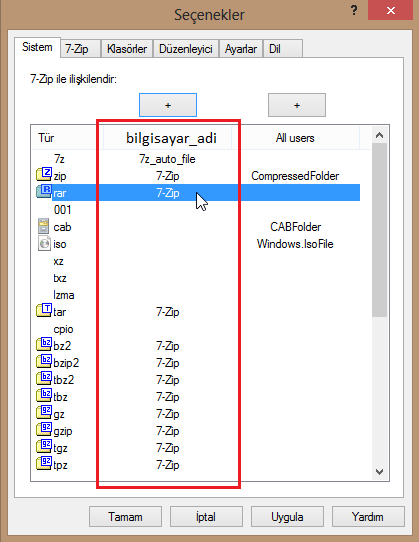 Seçenekler
Sistem 7-Zip Klasörler Düzenleyici Ayarlar Dil
7-Zip ile ilişkilendir:
+ +
Tür bilgisayar_adi All users
7z 7z_auto_file
zip 7-Zip CompressedFolder
rar 7-Zip
001
cab CABFolder
iso Windows.IsoFile
xz
txz
lzma
tar 7-Zip
cpio
bz2 7-Zip
bzip2 7-Zip
tbz2 7-Zip
tbz 7-Zip
gz 7-Zip
gzip 7-Zip
tgz 7-Zip
tpz 7-Zip
Tamam İptal Uygula Yardım